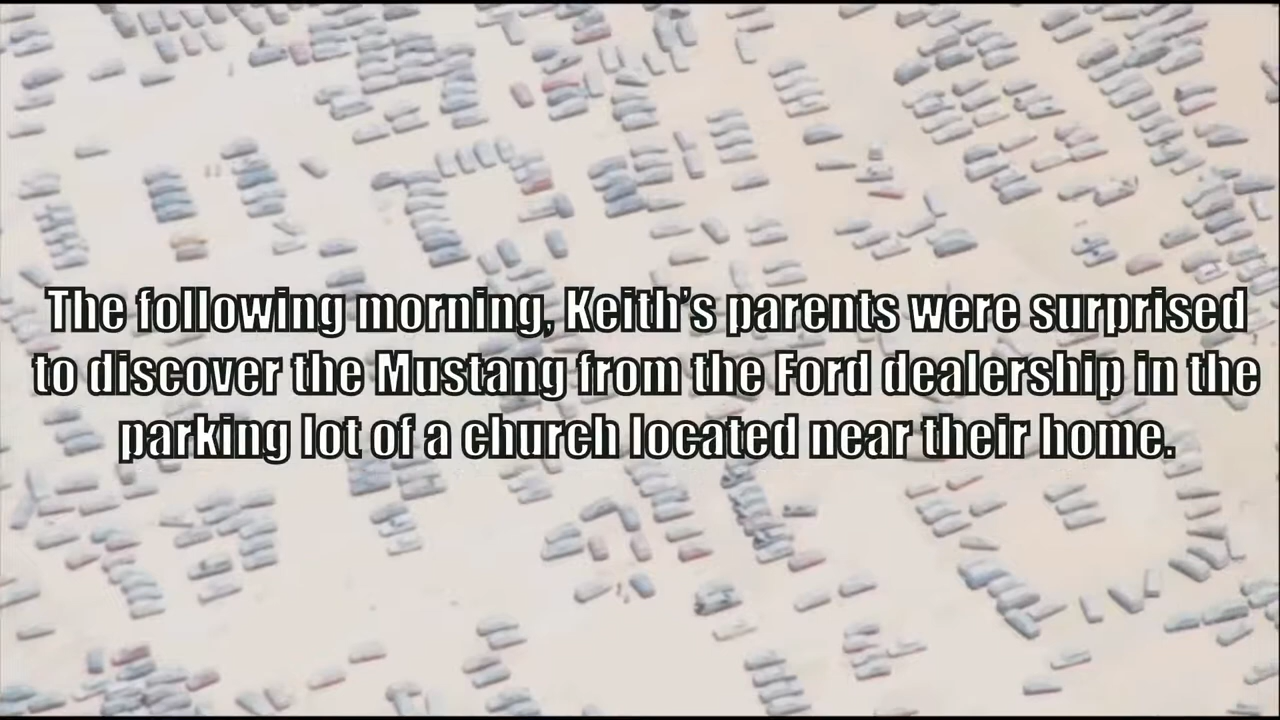 The following morning, Keith's parents were surprised
to discover the Mustang from the Ford dealership in the
parking lot of a church located near their home.